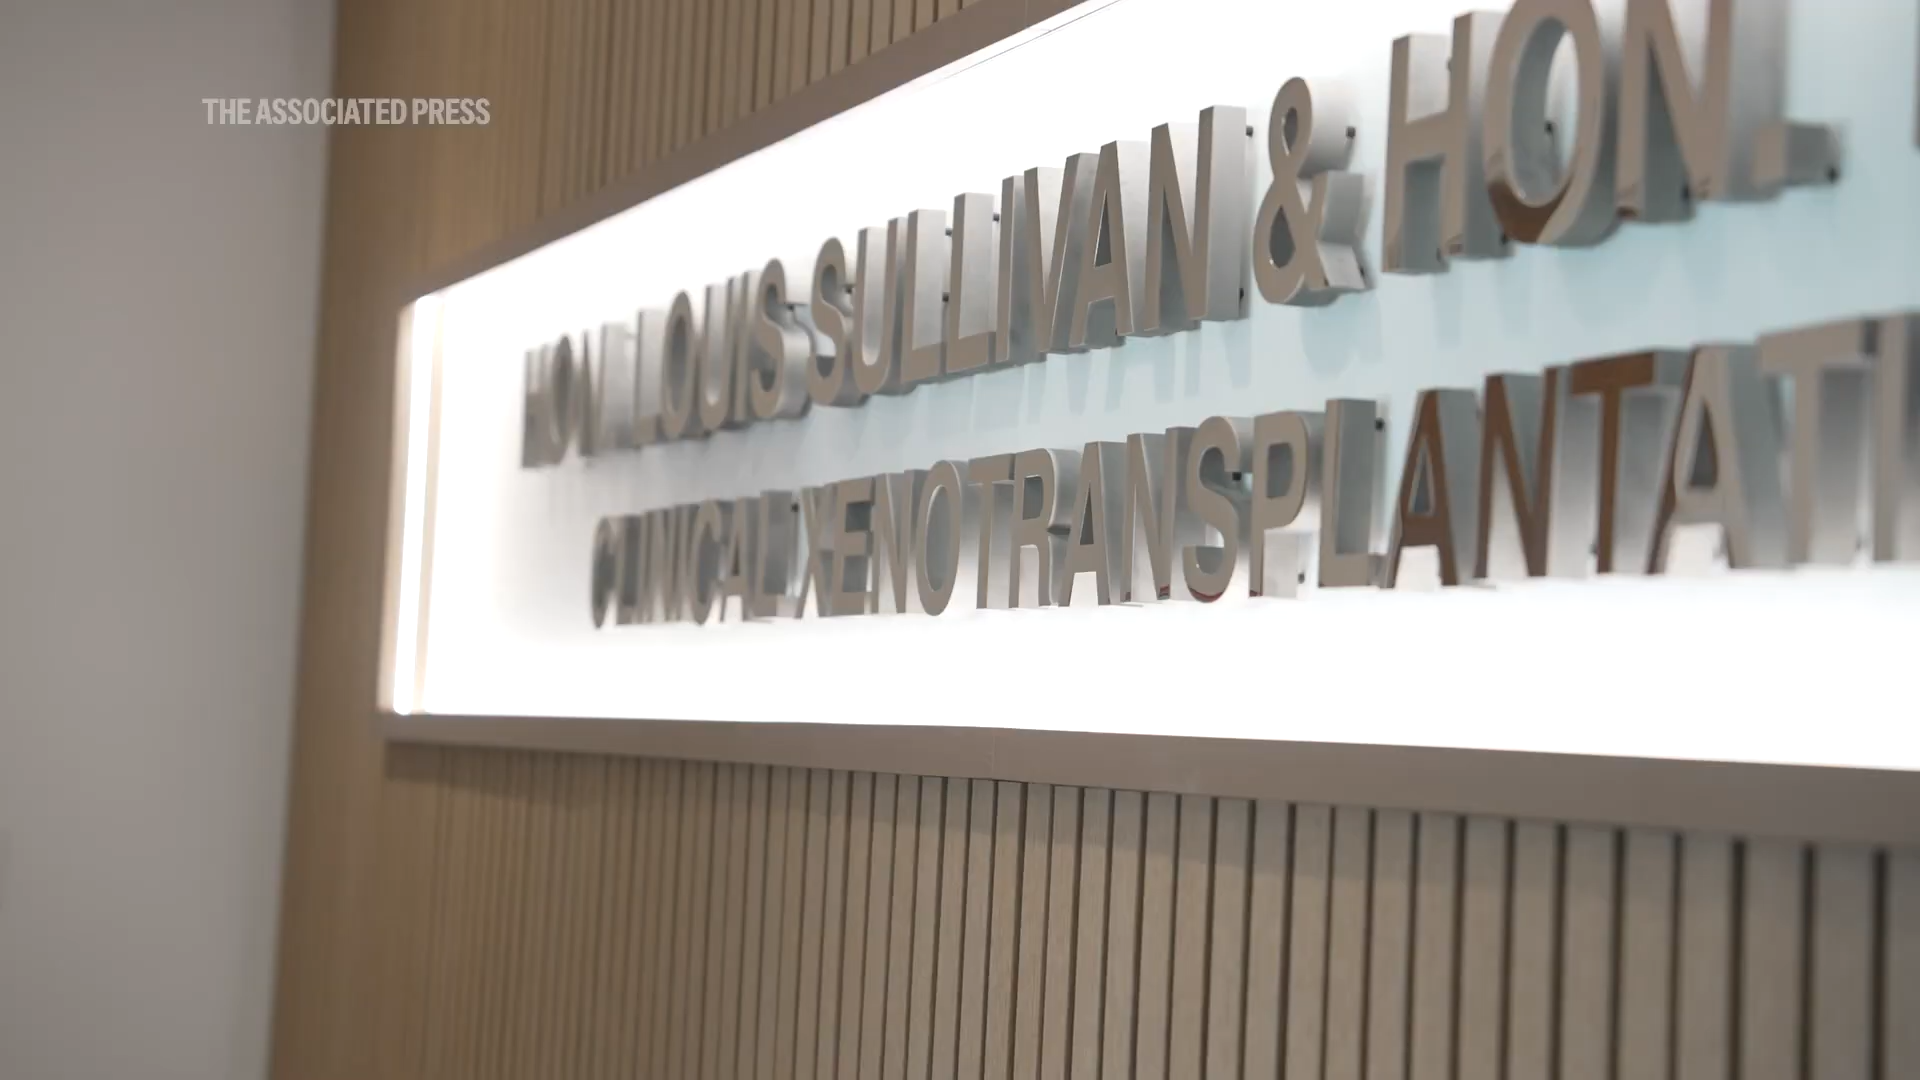 THE ASSOCIATED PRESS
HON. LOUIS SULLIVAN & HON.
CLINICAL XENOTRANSPLANTATI